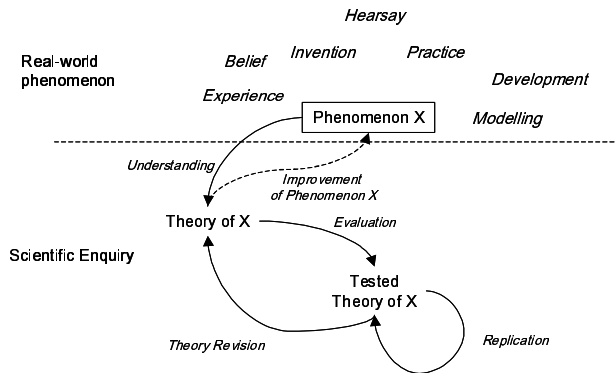 Hearsay
Invention
Practice
Real-world
phenomenon
Belief
Development
Experience
Phenomenon X
Modelling
Understanding
Improvement
of Phenomenon X
Theory of X
Evaluation
Scientific Enquiry
Tested
Theory of X
Theory Revision
Replication